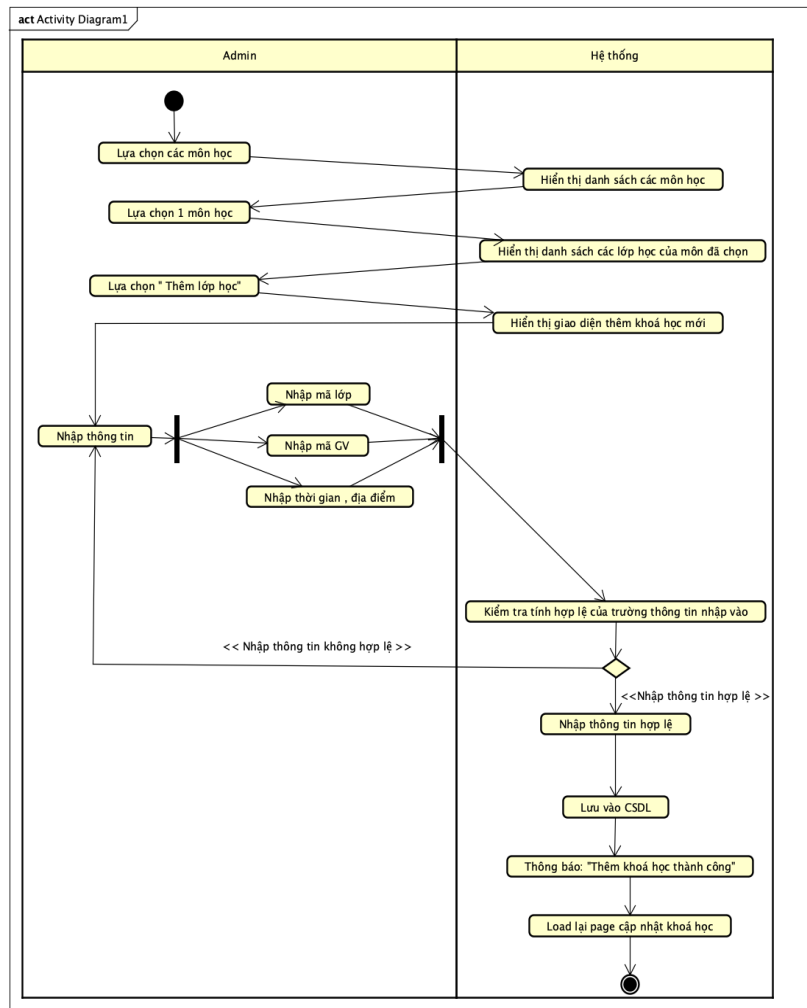 act Activity Diagram1
Admin
Hệ thống
Lựa chọn các môn học
Hiển thị danh sách các môn học
Lựa chọn 1 môn học
Hiển thị danh sách các lớp học của môn đã chọn
Lựa chọn " Thêm lớp học"
Hiển thị giao diện thêm khoá học mới
Nhập mã lớp
Nhập thông tin
Nhập mã GV
Nhập thời gian , địa điểm
Kiểm tra tính hợp lệ của trường thông tin nhập vào
<< Nhập thông tin không hợp lệ >>
<<Nhập thông tin hợp lệ >>
Nhập thông tin hợp lệ
Lưu vào CSDL
Thông báo: "Thêm khoá học thành công"
Load lại page cập nhật khoá học